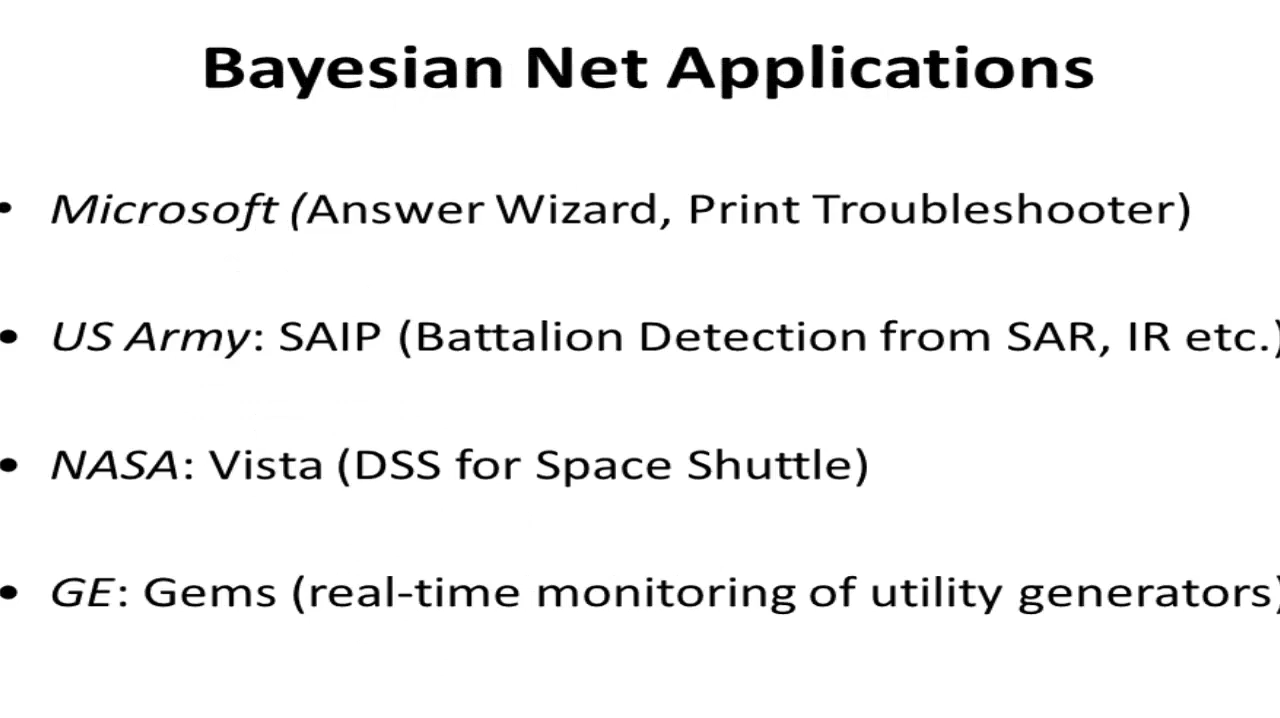 Bayesian Net Applications
• Microsoft (Answer Wizard, Print Troubleshooter)
• US Army: SAIP (Battalion Detection from SAR, IR etc.)
• NASA: Vista (DSS for Space Shuttle)
• GE: Gems (real-time monitoring of utility generators)